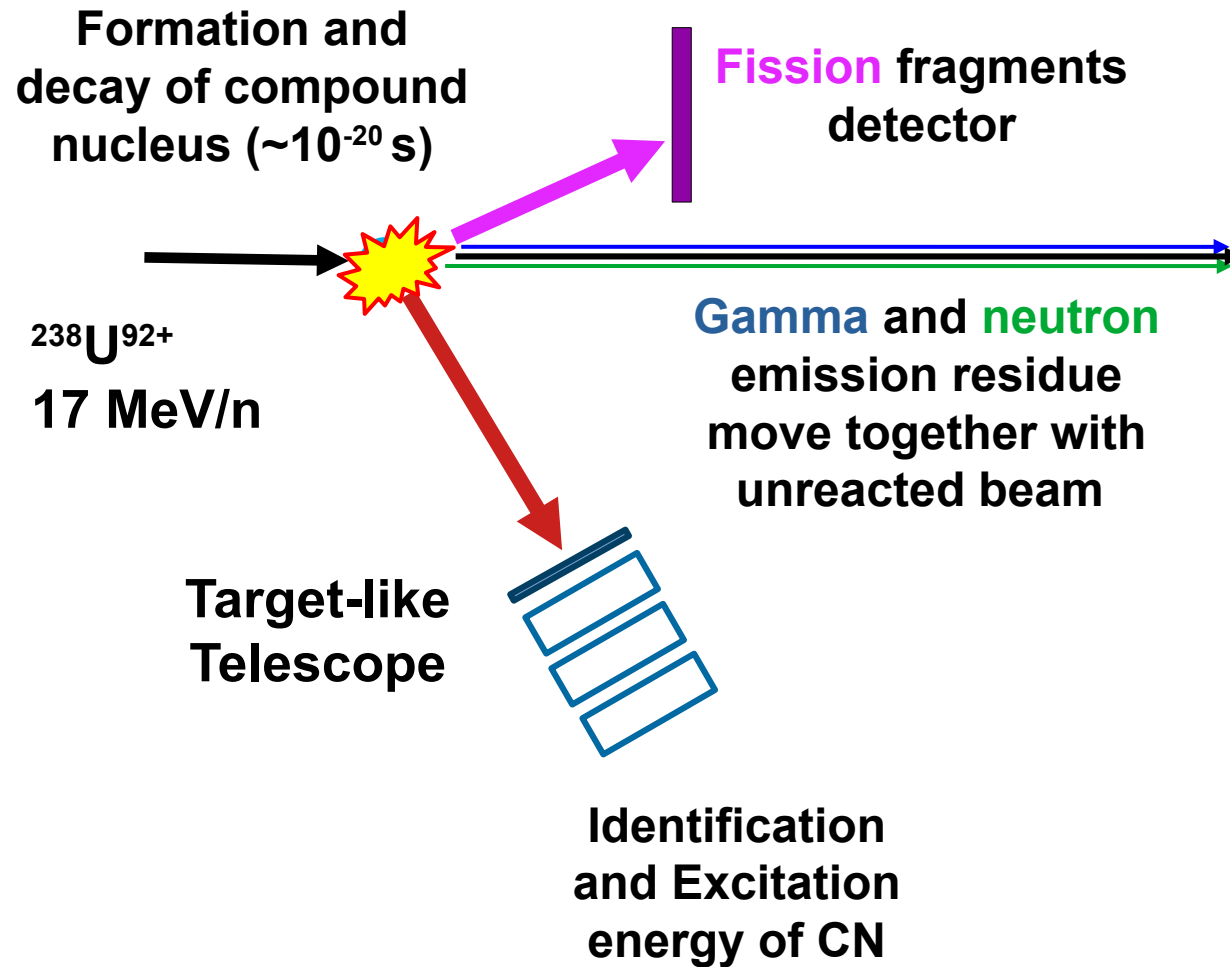 Formation and
decay of compound
nucleus (~10⁻²⁰ s)
Fission fragments
detector
²³⁸U⁹²⁺
17 MeV/n
Gamma and neutron
emission residue
move together with
unreacted beam
Target-like
Telescope
Identification
and Excitation
energy of CN